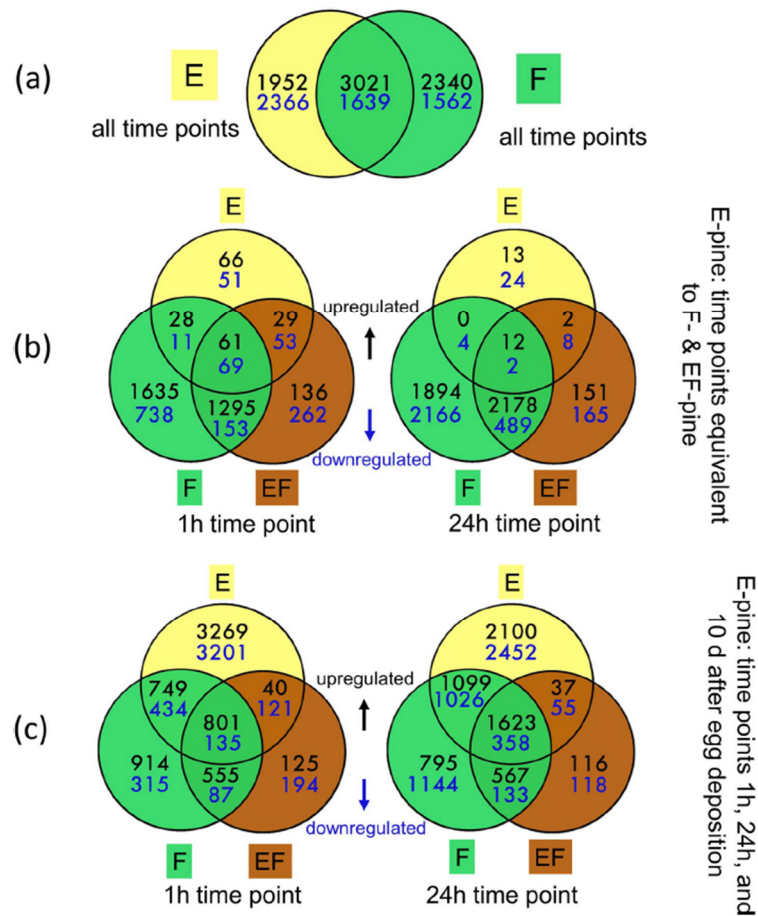 (a)
E
all time points
1952
2366
3021
1639
2340
1562
F
all time points
(b)
E
66
51
28
11
61
69
29
53
1635
738
1295
153
136
262
F
EF
1h time point
upregulated
downregulated
E
13
24
0
4
12
2
2
8
1894
2166
2178
489
151
165
F
EF
24h time point
E-pine: time points equivalent
to F- & EF-pine
(c)
E
3269
3201
749
434
801
135
40
121
914
315
555
87
125
194
F
EF
1h time point
upregulated
downregulated
E
2100
2452
1099
1026
1623
358
37
55
795
1144
567
133
116
118
F
EF
24h time point
E-pine: time points 1h, 24h, and
10 d after egg deposition